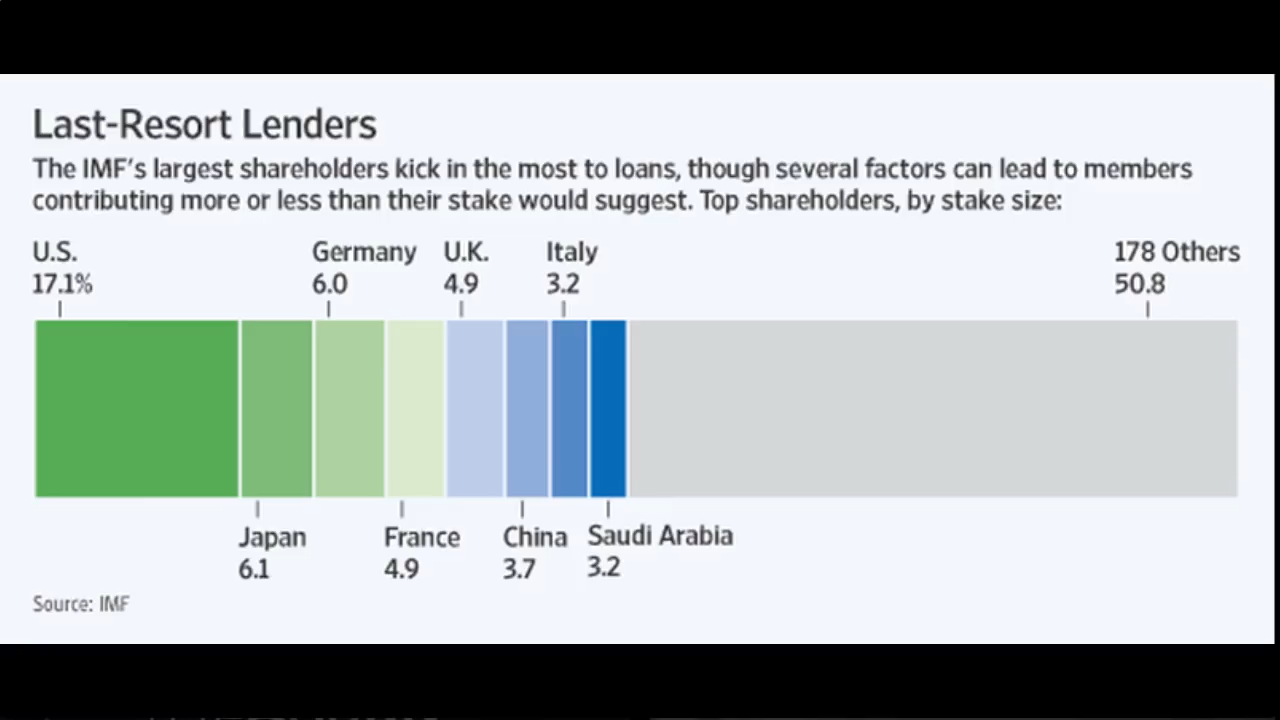 Last-Resort Lenders
The IMF's largest shareholders kick in the most to loans, though several factors can lead to members
contributing more or less than their stake would suggest. Top shareholders, by stake size:
U.S.
17.1%
Germany
6.0
U.K.
4.9
Italy
3.2
178 Others
50.8
Japan
6.1
France
4.9
China
3.7
Saudi Arabia
3.2
Source: IMF